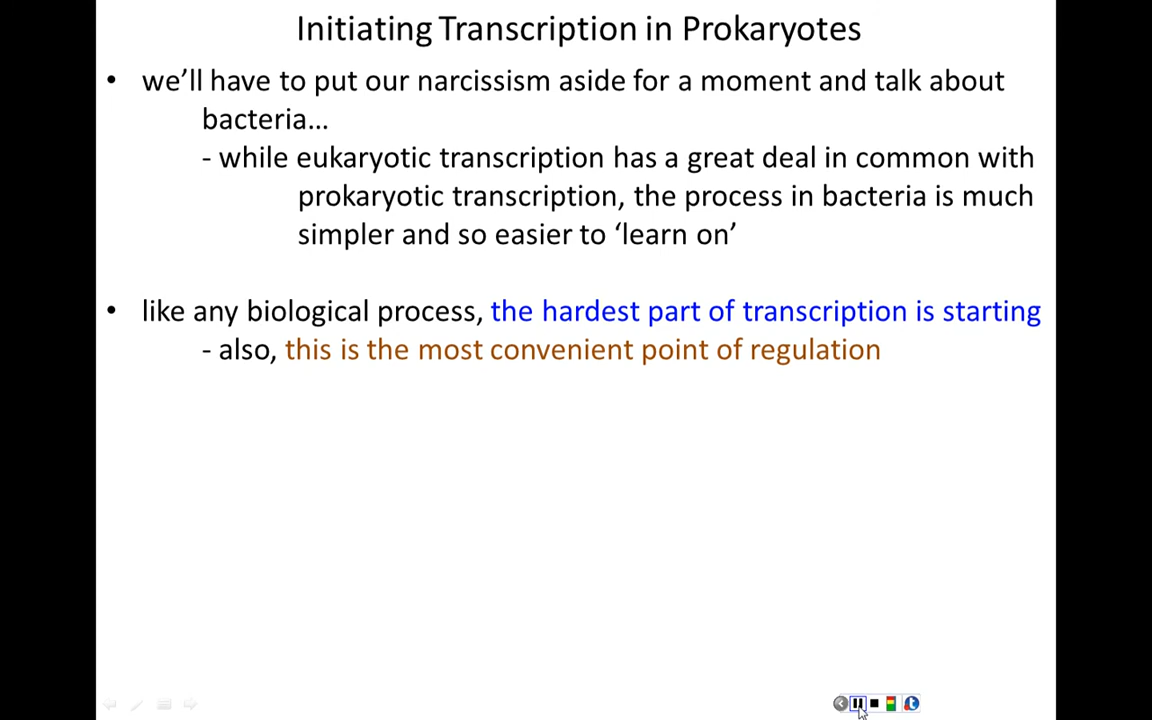 Initiating Transcription in Prokaryotes
• we’ll have to put our narcissism aside for a moment and talk about
bacteria…
- while eukaryotic transcription has a great deal in common with
prokaryotic transcription, the process in bacteria is much
simpler and so easier to ‘learn on’
• like any biological process, the hardest part of transcription is starting
- also, this is the most convenient point of regulation